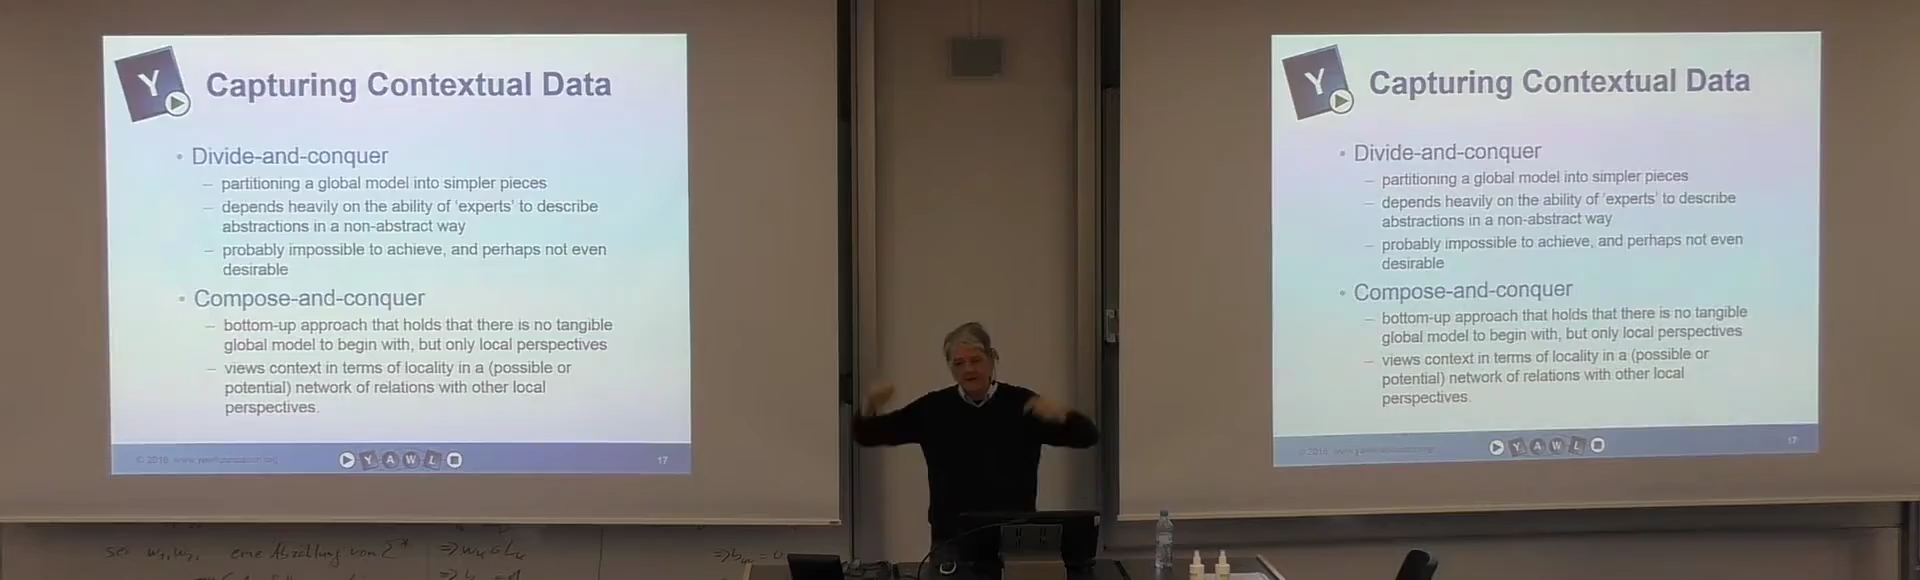 Y
Capturing Contextual Data
• Divide-and-conquer
– partitioning a global model into simpler pieces
– depends heavily on the ability of ‘experts’ to describe
abstractions in a non-abstract way
– probably impossible to achieve, and perhaps not even
desirable
• Compose-and-conquer
– bottom-up approach that holds that there is no tangible
global model to begin with, but only local perspectives
– views context in terms of locality in a (possible or
potential) network of relations with other local
perspectives.
© 2016
Y A W L
17
Y
Capturing Contextual Data
• Divide-and-conquer
– partitioning a global model into simpler pieces
– depends heavily on the ability of ‘experts’ to describe
abstractions in a non-abstract way
– probably impossible to achieve, and perhaps not even
desirable
• Compose-and-conquer
– bottom-up approach that holds that there is no tangible
global model to begin with, but only local perspectives
– views context in terms of locality in a (possible or
potential) network of relations with other local
perspectives.
© 2016
Y A W L
17
eine Abzählung von Σ*